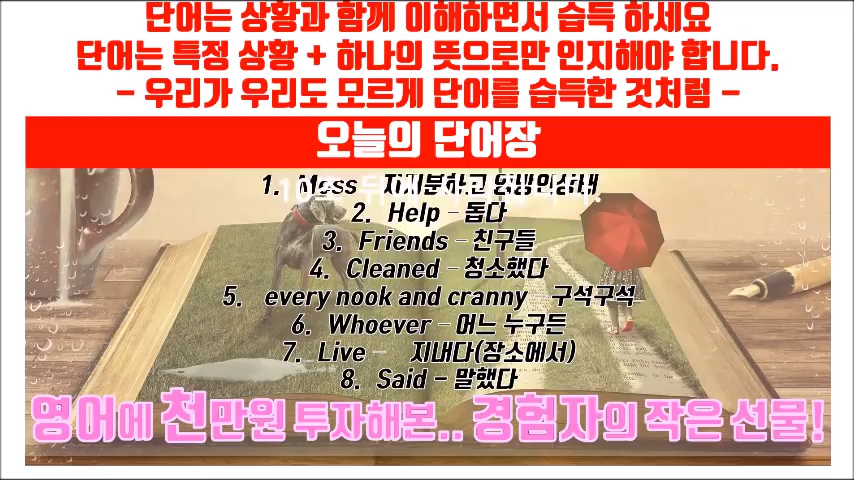 단어는 상황과 함께 이해하면서 습득 하세요
단어는 특정 상황 + 하나의 뜻으로만 인지해야 합니다.
- 우리가 우리도 모르게 단어를 습득한 것처럼 -
오늘의 단어장
1. Mess - 지저분하고
2. Help - 돕다
3. Friends - 친구들
4. Cleaned - 청소했다
5. every nook and cranny 구석구석
6. Whoever - 어느 누구든
7. Live - 지내다(장소에서)
8. Said - 말했다
영어에 천만원 투자해본.. 경험자의 작은 선물!